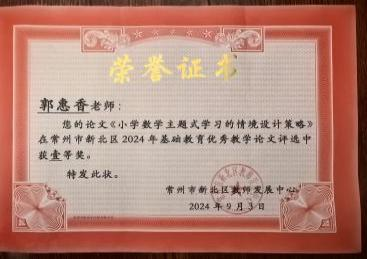 荣誉证书
郭惠香老师：
您的论文《小学数学主题式学习的情境设计策略》
在常州市新北区2024年基础教育优秀教学论文评选中
获壹等奖。
特发此状。
常州市新北区教师发展中心
2024年9月3日